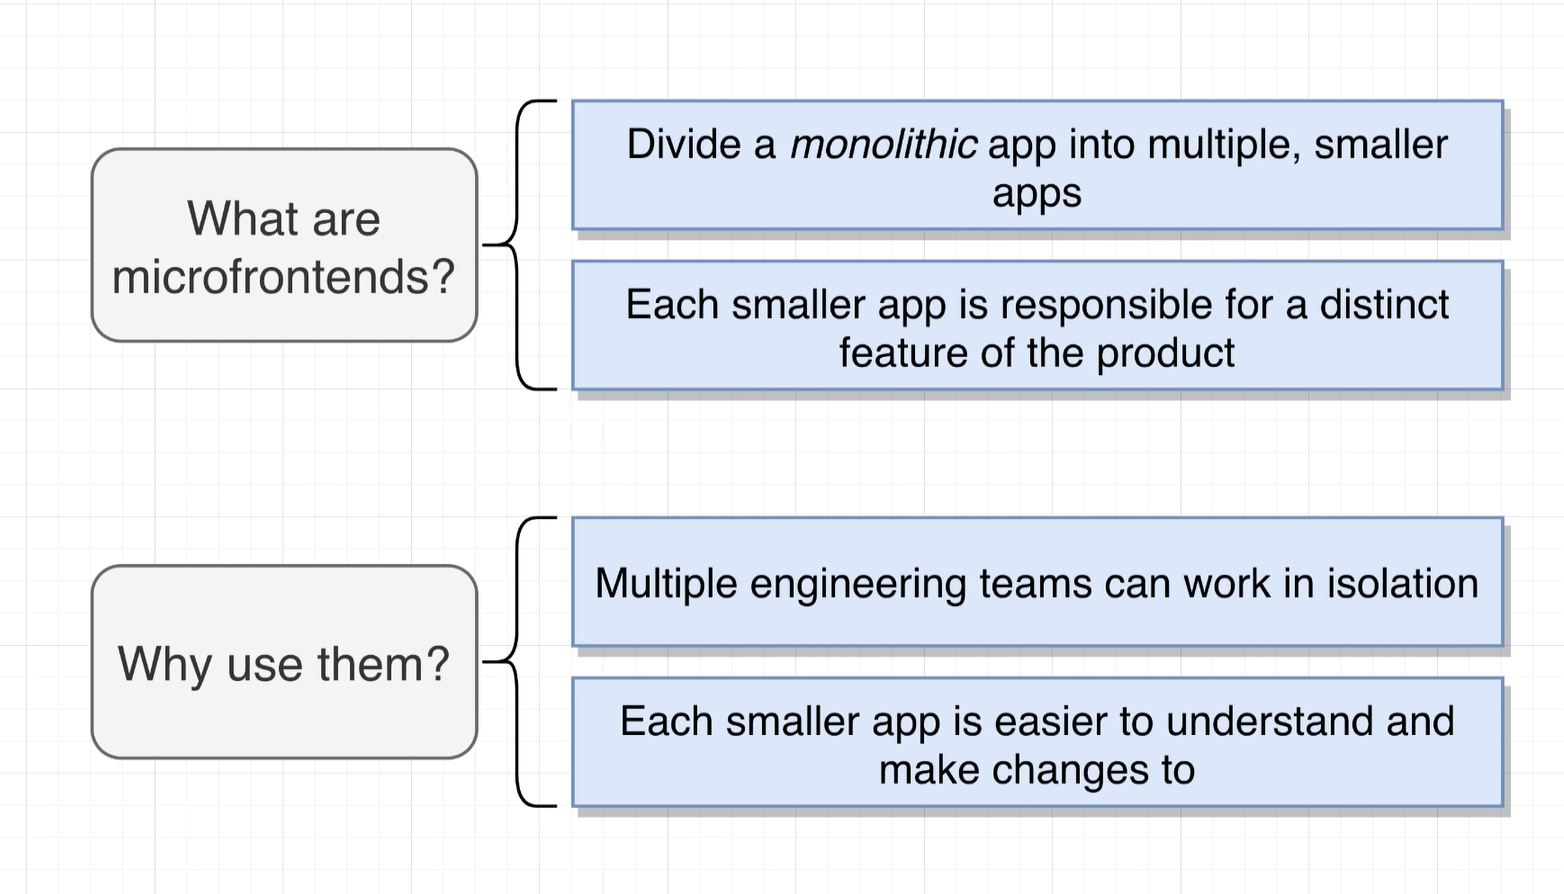 What are
microfrontends?
Divide a monolithic app into multiple, smaller
apps
Each smaller app is responsible for a distinct
feature of the product
Why use them?
Multiple engineering teams can work in isolation
Each smaller app is easier to understand and
make changes to